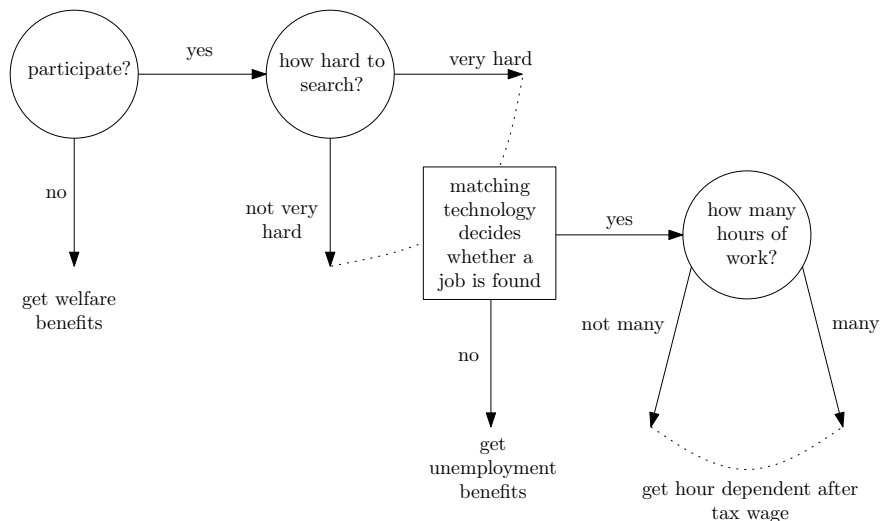 participate?
yes
how hard to
search?
very hard
no
not very
hard
get welfare
benefits
matching
technology
decides
whether a
job is found
yes
how many
hours of
work?
no
not many
many
get
unemployment
benefits
get hour dependent after
tax wage